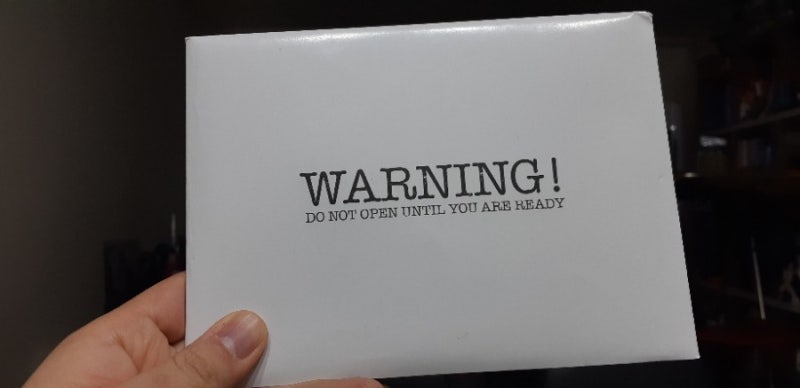 WARNING!
DO NOT OPEN UNTIL YOU ARE READY